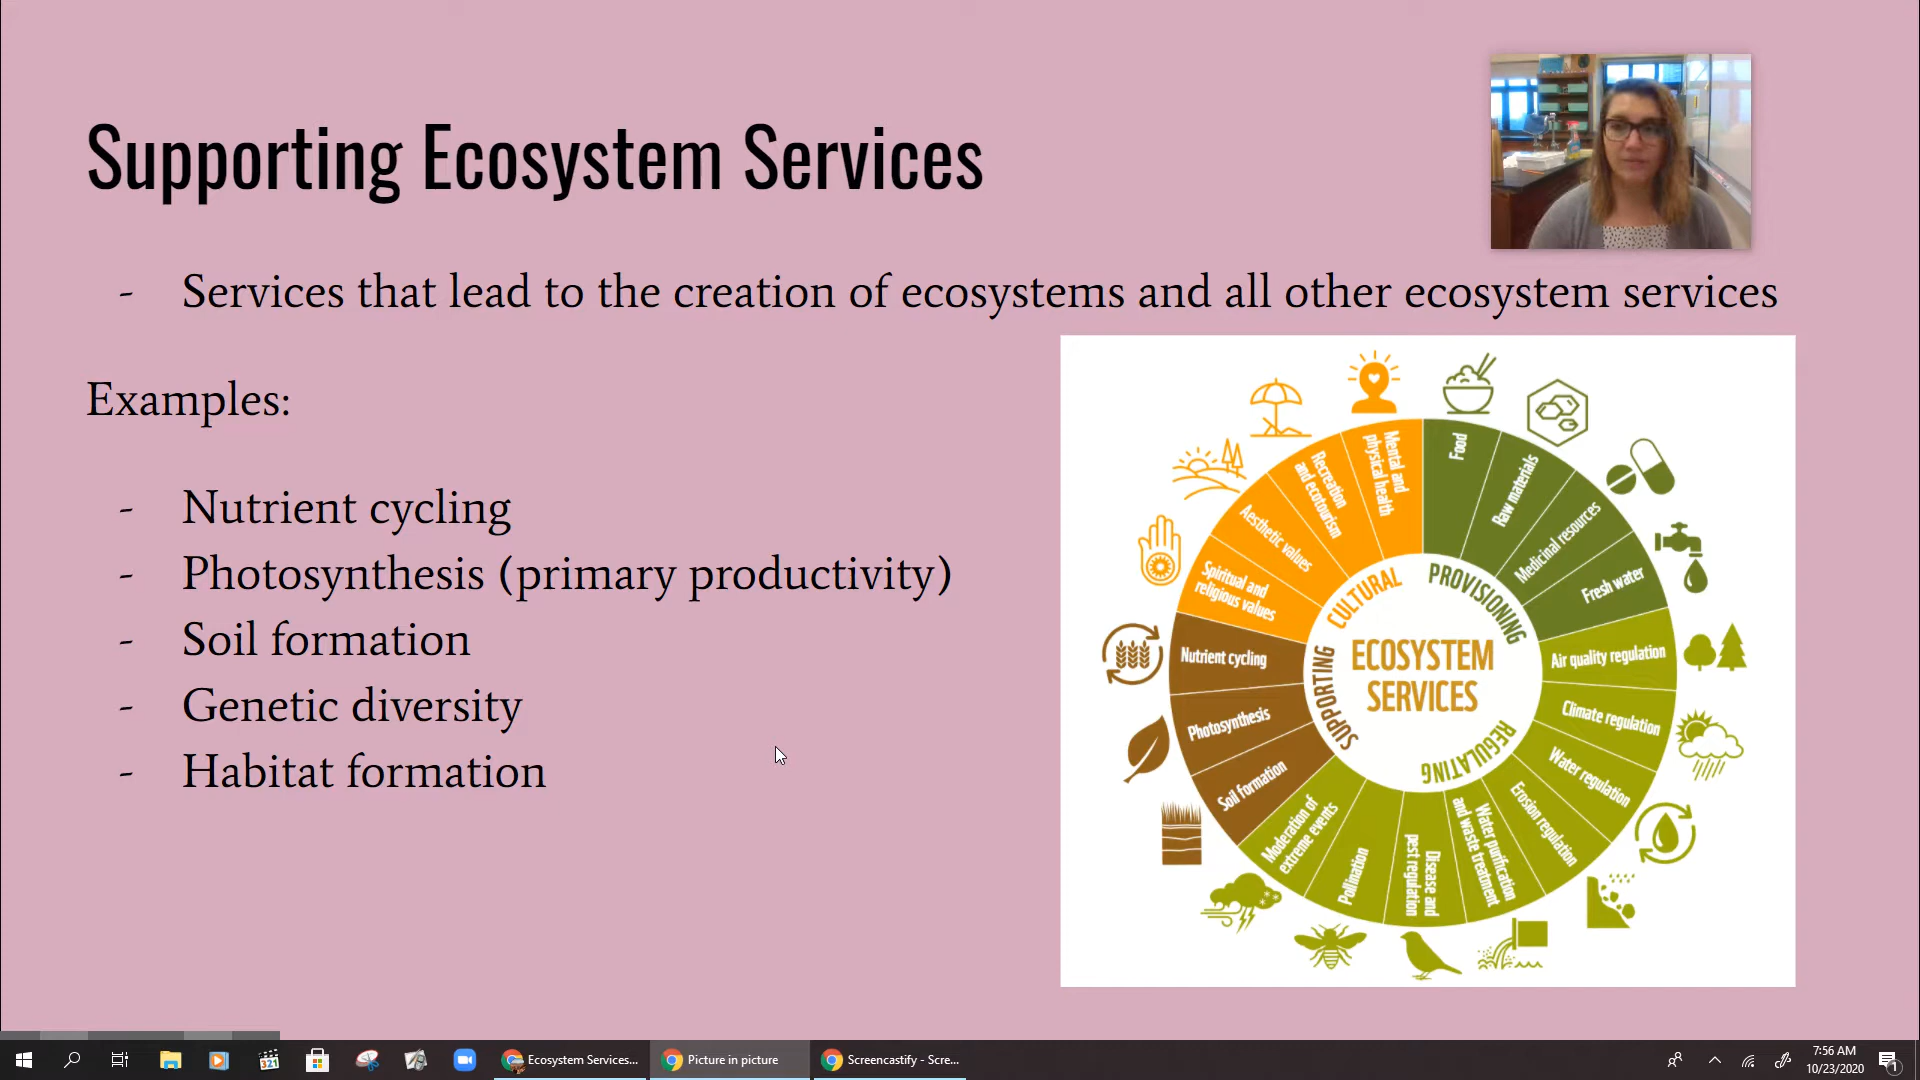 Supporting Ecosystem Services
- Services that lead to the creation of ecosystems and all other ecosystem services
Examples:
- Nutrient cycling
- Photosynthesis (primary productivity)
- Soil formation
- Genetic diversity
- Habitat formation
ECOSYSTEM
SERVICES
CULTURAL
PROVISIONING
REGULATING
SUPPORTING
Food
Raw materials
Medicinal resources
Fresh water
Air quality regulation
Climate regulation
Water regulation
Erosion regulation
Water purification
and waste treatment
Disease and
pest regulation
Pollination
Moderation of
extreme events
Soil formation
Photosynthesis
Nutrient cycling
Spiritual and
religious values
Aesthetic values
Recreation
and ecotourism
Mental and
physical health
321
Ecosystem Services...
Picture in picture
Screencastify - Scre...
7:56 AM
10/23/2020
1